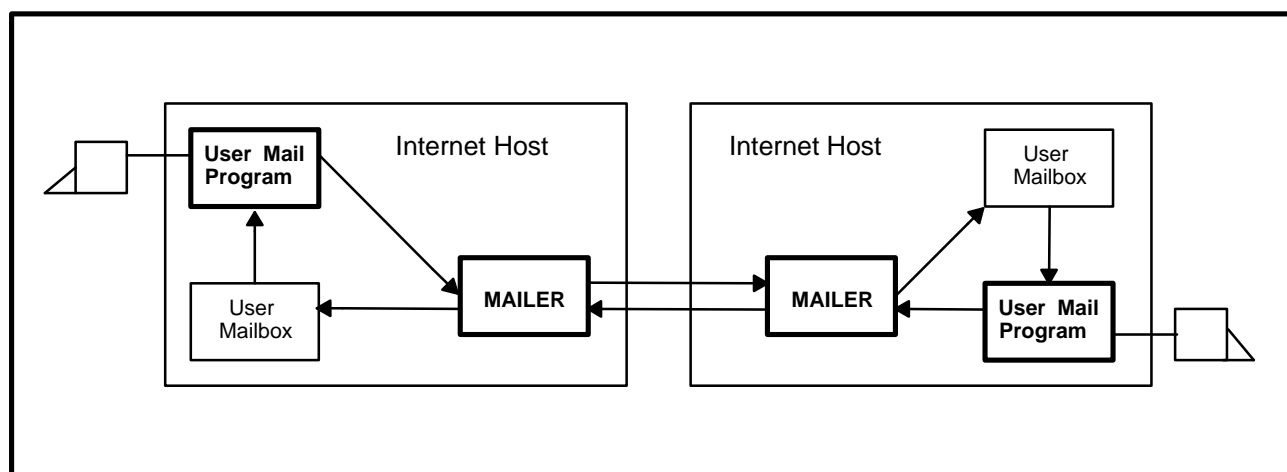 User Mail
Program
Internet Host
MAILER
User
Mailbox
Internet Host
User
Mailbox
MAILER
User Mail
Program